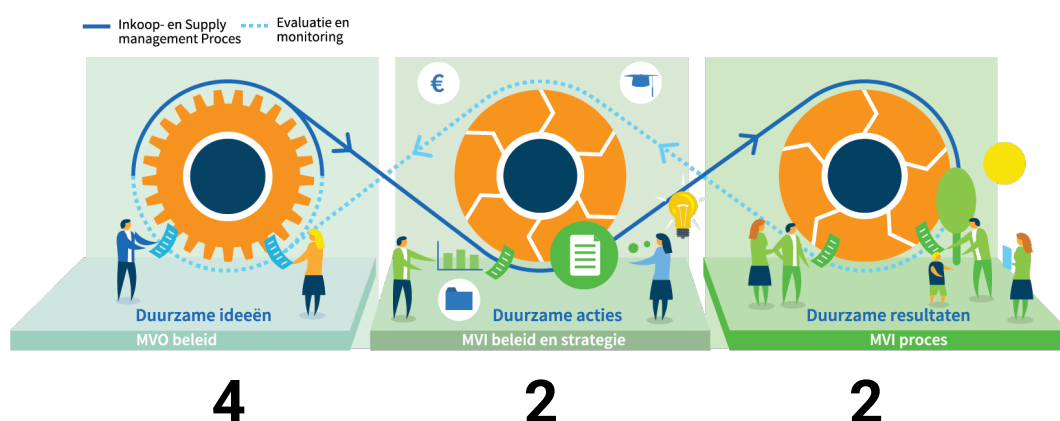 Inkoop- en Supply
management Proces
Evaluatie en
monitoring
€
Duurzame ideeën
MVO beleid
Duurzame acties
MVI beleid en strategie
Duurzame resultaten
MVI proces
4
2
2